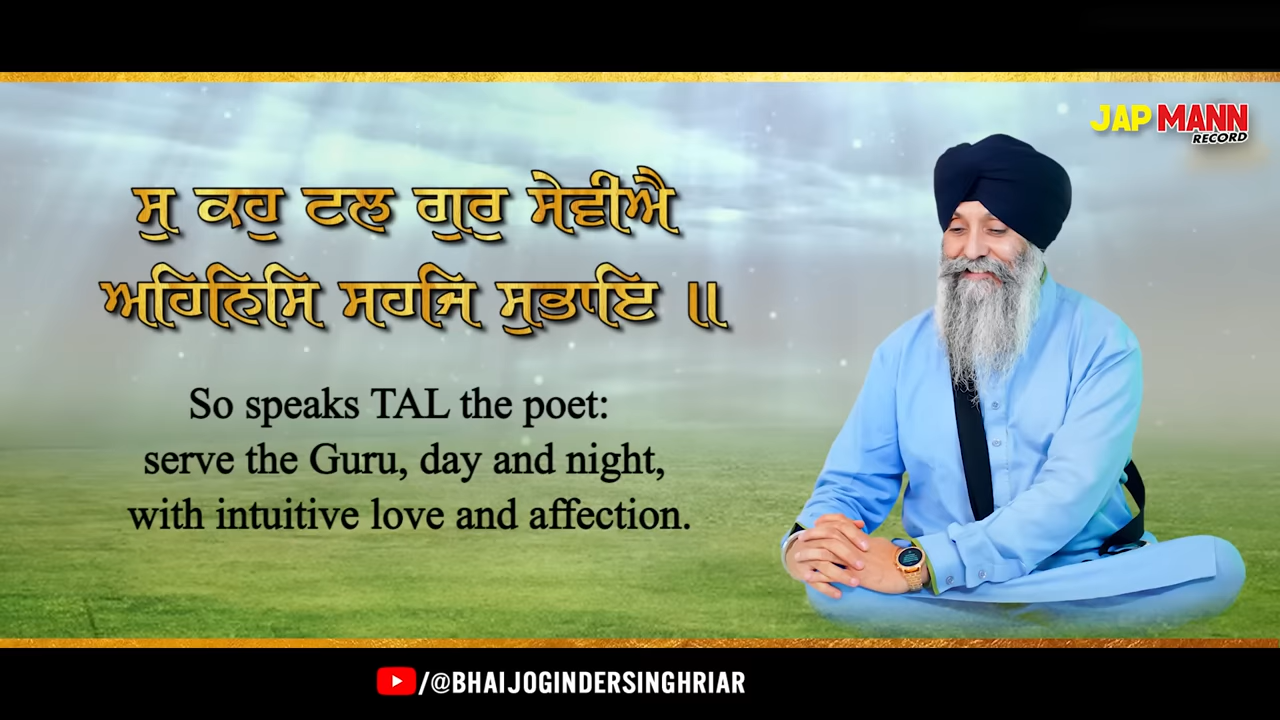 JAP MANN
RECORD
ਸੁ ਕਹੁ ਟਲ ਗੁਰੁ ਸੇਵੀਐ
ਅਹਿਨਿਸਿ ਸਹਜਿ ਸੁਭਾਇ ॥
So speaks TAL the poet:
serve the Guru, day and night,
with intuitive love and affection.
/@BHAIJOGINDERSINGHRIAR